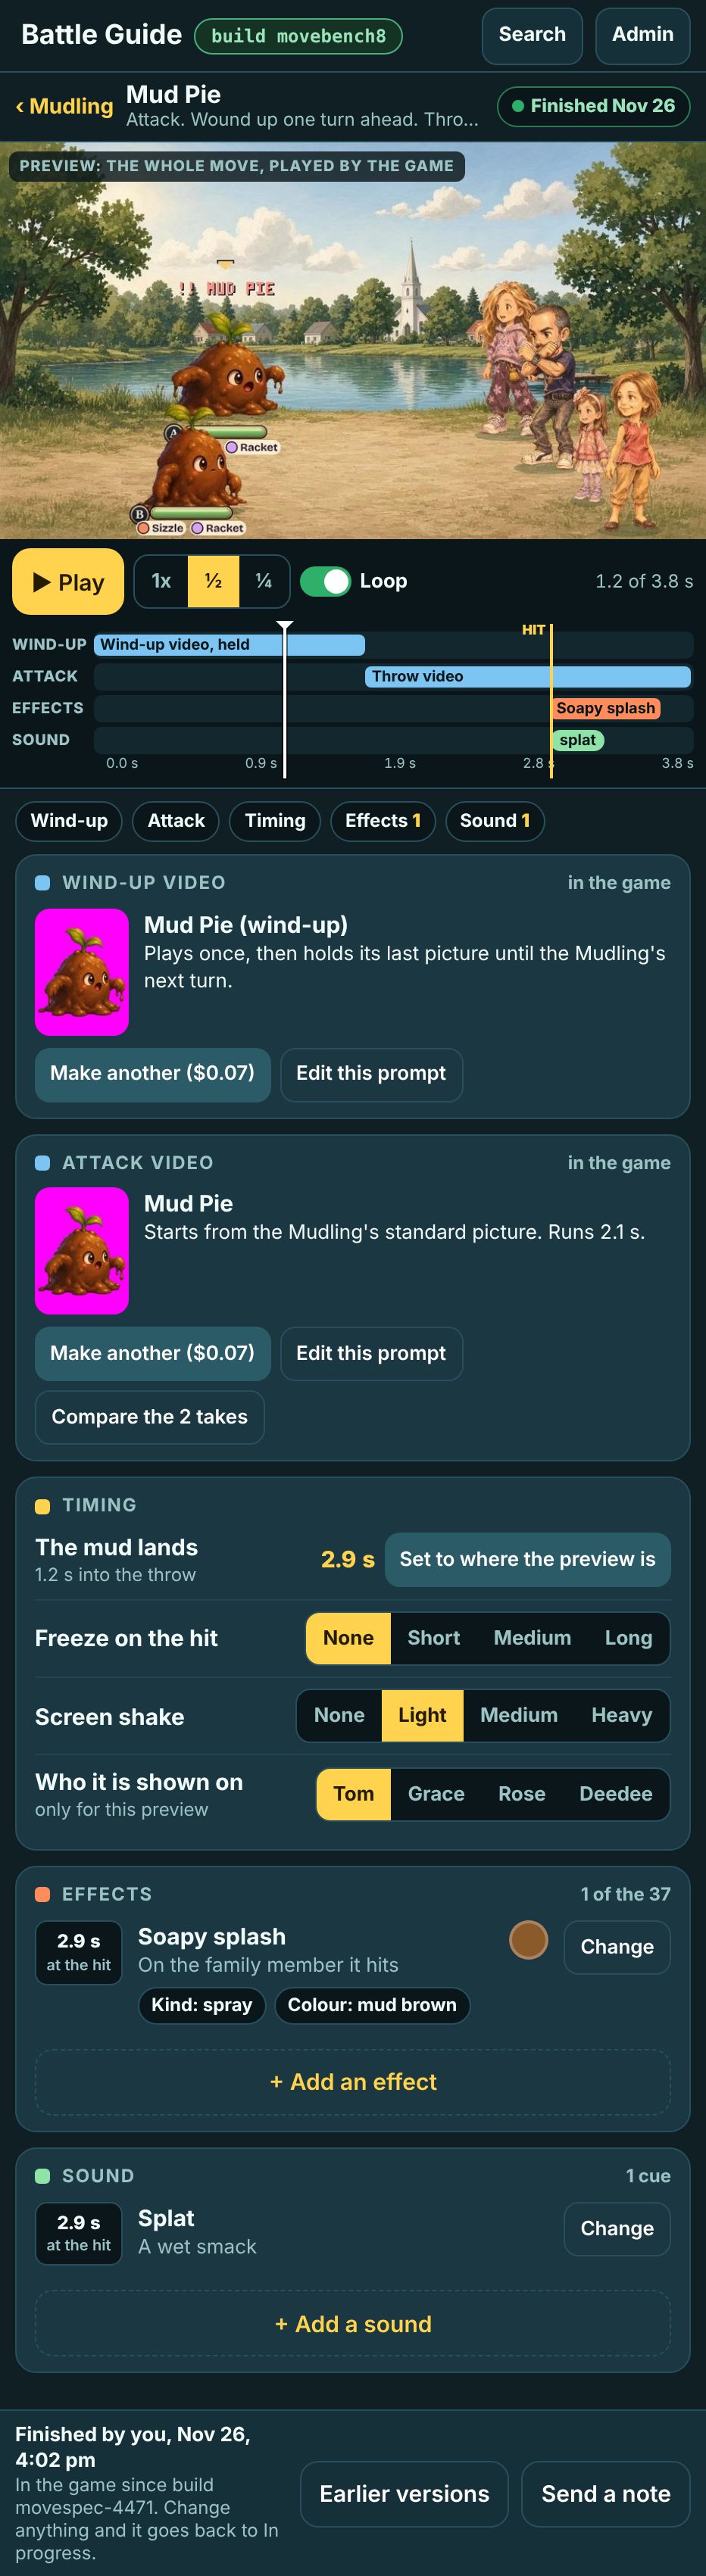 Battle Guide
build movebench8
Search
Admin
‹ Mudling
Mud Pie
Attack. Wound up one turn ahead. Thro...
Finished Nov 26
PREVIEW: THE WHOLE MOVE, PLAYED BY THE GAME
!! MUD PIE
A
Racket
B
Sizzle
Racket
Play
1x
½
¼
Loop
1.2 of 3.8 s
HIT
WIND-UP
Wind-up video, held
ATTACK
Throw video
EFFECTS
Soapy splash
SOUND
splat
0.0 s
0.9 s
1.9 s
2.8 s
3.8 s
Wind-up
Attack
Timing
Effects 1
Sound 1
WIND-UP VIDEO
in the game
Mud Pie (wind-up)
Plays once, then holds its last picture until the Mudling's
next turn.
Make another ($0.07)
Edit this prompt
ATTACK VIDEO
in the game
Mud Pie
Starts from the Mudling's standard picture. Runs 2.1 s.
Make another ($0.07)
Edit this prompt
Compare the 2 takes
TIMING
The mud lands
1.2 s into the throw
2.9 s
Set to where the preview is
Freeze on the hit
None
Short
Medium
Long
Screen shake
None
Light
Medium
Heavy
Who it is shown on
only for this preview
Tom
Grace
Rose
Deedee
EFFECTS
1 of the 37
2.9 s
at the hit
Soapy splash
On the family member it hits
Kind: spray
Colour: mud brown
Change
+ Add an effect
SOUND
1 cue
2.9 s
at the hit
Splat
A wet smack
Change
+ Add a sound
Finished by you, Nov 26,
4:02 pm
In the game since build
movespec-4471. Change
anything and it goes back to In
progress.
Earlier versions
Send a note